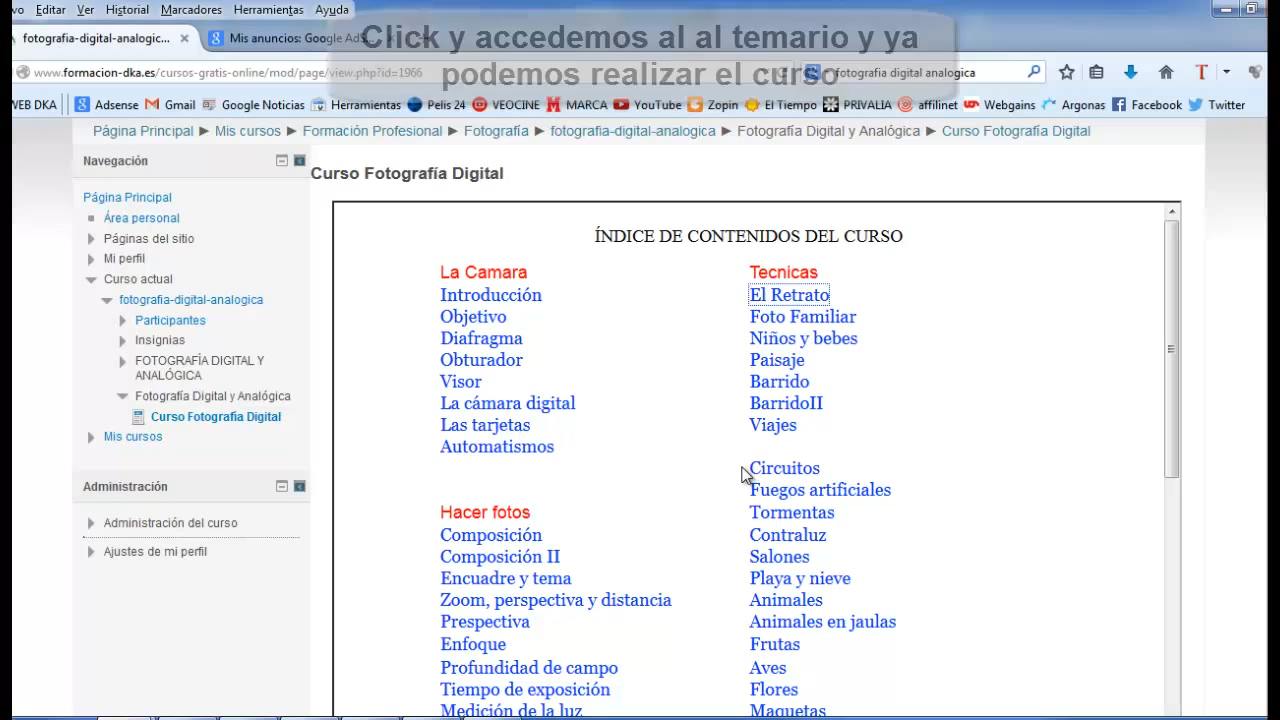 vo Editar Ver Historial Marcadores Herramientas Ayuda
Click y accedemos al al temario y ya
podemos realizar el curso
fotografia-digital-analogic...
Mis anuncios: Google AdS
www.formacion-dka.es/cursos-gratis-online/mod/page/view.php?id=1966
fotografia digital analogica
WEB DKA Adsense Gmail Google Noticias Herramientas Pelis 24 VEOCINE MARCA YouTube Zopin El Tiempo PRIVALIA affilinet Webgains Argonas Facebook Twitter
Página Principal Mis cursos Formación Profesional Fotografía fotografia-digital-analogica Fotografía Digital y Analógica Curso Fotografía Digital
Navegación
Página Principal
Área personal
Páginas del sitio
Mi perfil
Curso actual
fotografia-digital-analogica
Participantes
Insignias
FOTOGRAFÍA DIGITAL Y
ANALÓGICA
Fotografía Digital y Analógica
Curso Fotografía Digital
Mis cursos
Administración
Administración del curso
Ajustes de mi perfil
Curso Fotografía Digital
ÍNDICE DE CONTENIDOS DEL CURSO
La Camara
Introducción
Objetivo
Diafragma
Obturador
Visor
La cámara digital
Las tarjetas
Automatismos
Hacer fotos
Composición
Composición II
Encuadre y tema
Zoom, perspectiva y distancia
Prespectiva
Enfoque
Profundidad de campo
Tiempo de exposición
Medición de la luz
Tecnicas
El Retrato
Foto Familiar
Niños y bebes
Paisaje
Barrido
BarridoII
Viajes
Circuitos
Fuegos artificiales
Tormentas
Contraluz
Salones
Playa y nieve
Animales
Animales en jaulas
Frutas
Aves
Flores
Maquetas